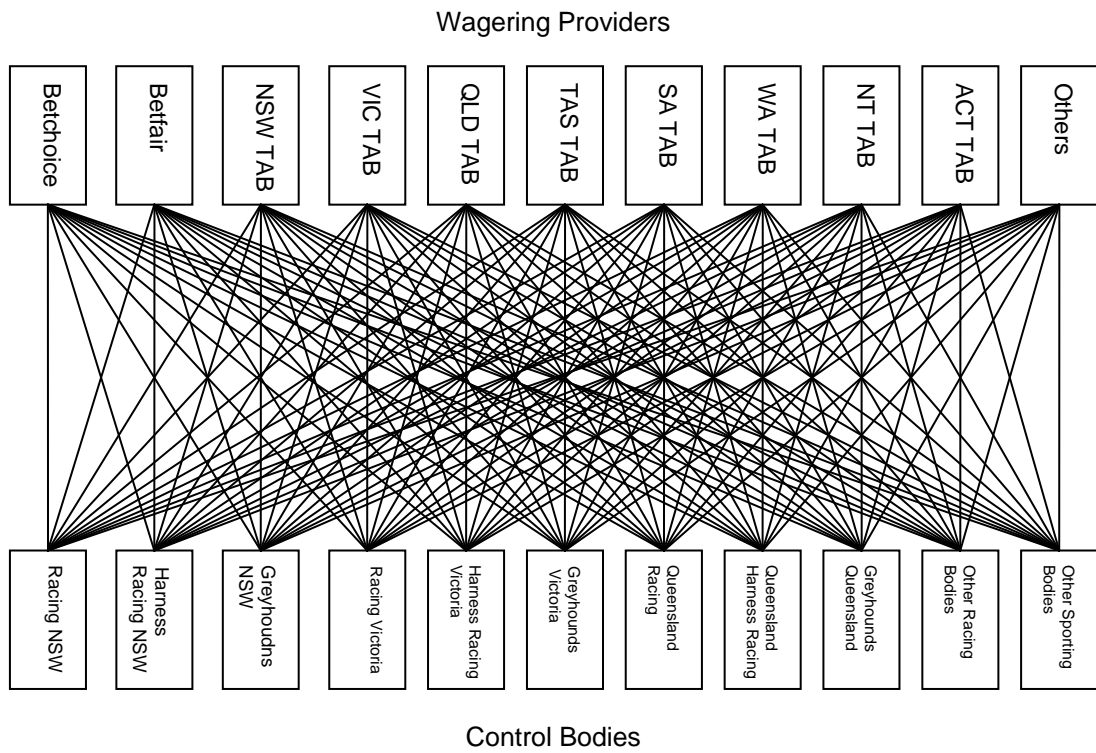 Wagering Providers
Betchoice
Betfair
NSW TAB
VIC TAB
QLD TAB
TAS TAB
SA TAB
WA TAB
NT TAB
ACT TAB
Others
Racing NSW
Harness
Racing NSW
Greyhoudns
NSW
Racing Victoria
Harness Racing
Victoria
Greyhounds
Victoria
Queensland
Racing
Queensland
Harness Racing
Greyhounds
Queensland
Other Racing
Bodies
Other Sporting
Bodies
Control Bodies